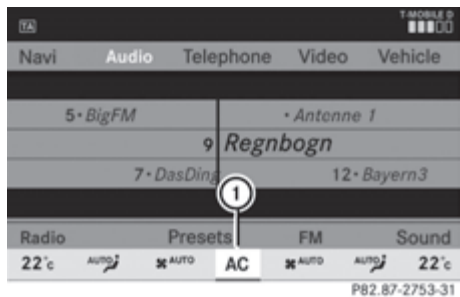 TA T-MOBILE D
Navi Audio Telephone Video Vehicle
5·BigFM · Antenne 1
9 Regnbogn
7·DasDing 12·Bayern3
1
Radio Presets FM Sound
22°c AUTO AUTO AC AUTO AUTO 22°c
P82.87-2753-31